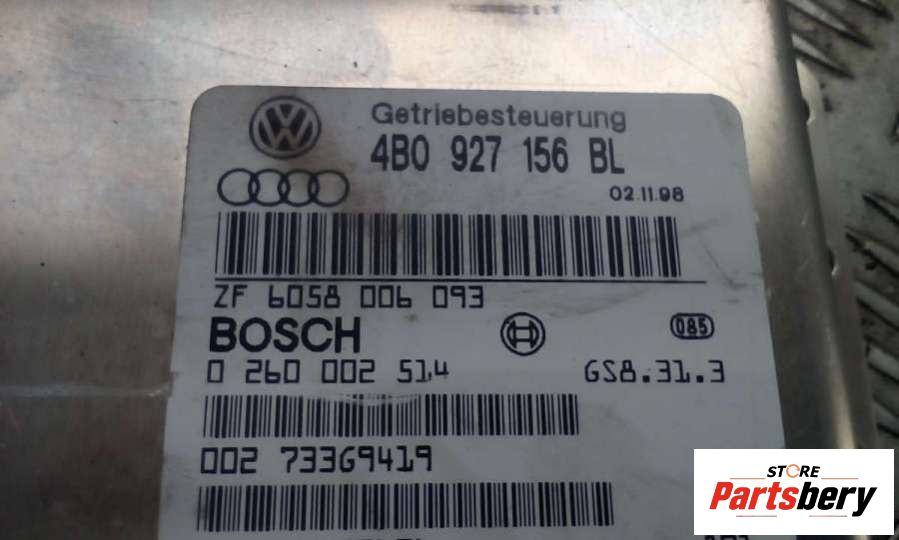 Getriebesteuerung
4B0 927 156 BL
02.11.98
ZF 6058 006 093
BOSCH
085
0 260 002 514
GS8.31.3
002 73369419
STORE
Partsbery